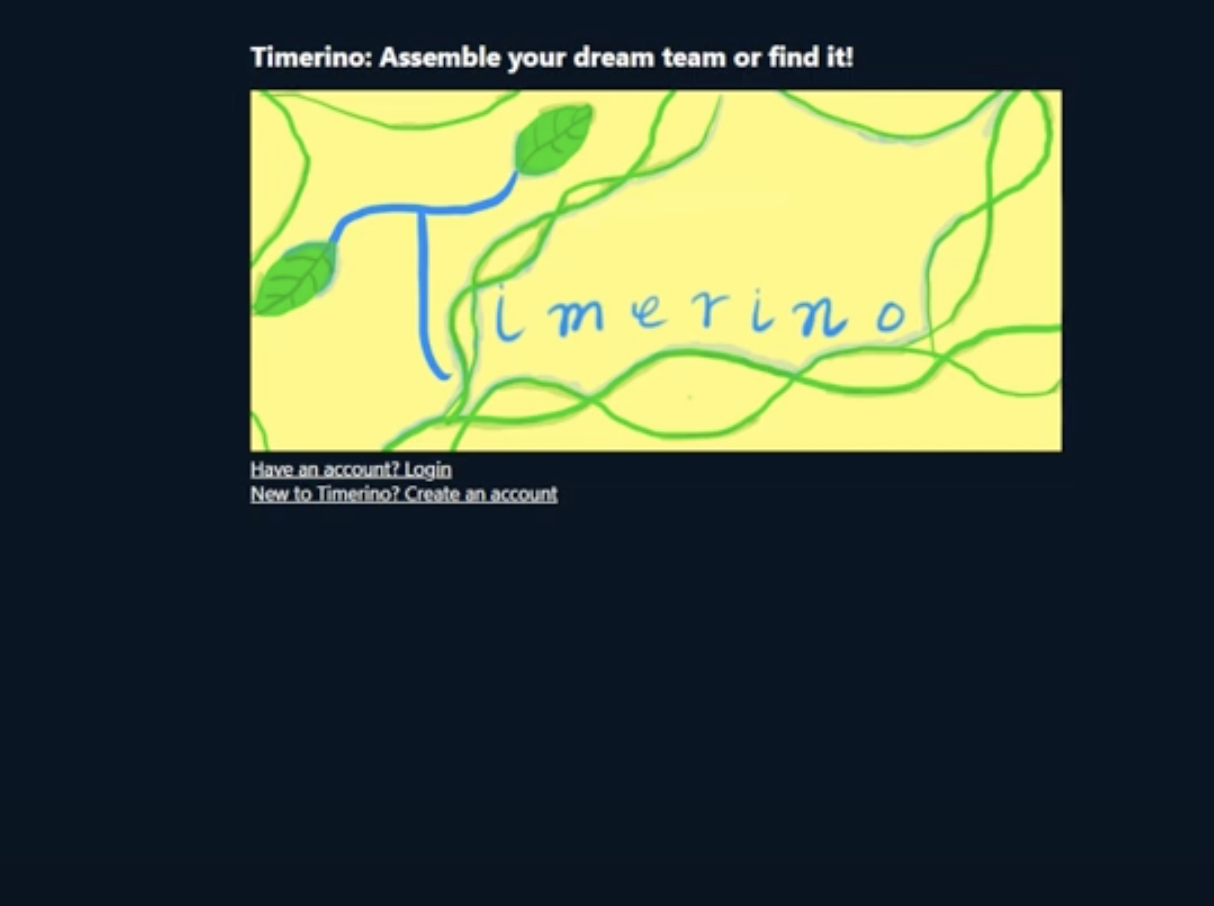 Timerino: Assemble your dream team or find it!
Timerino
Have an account? Login
New to Timerino? Create an account